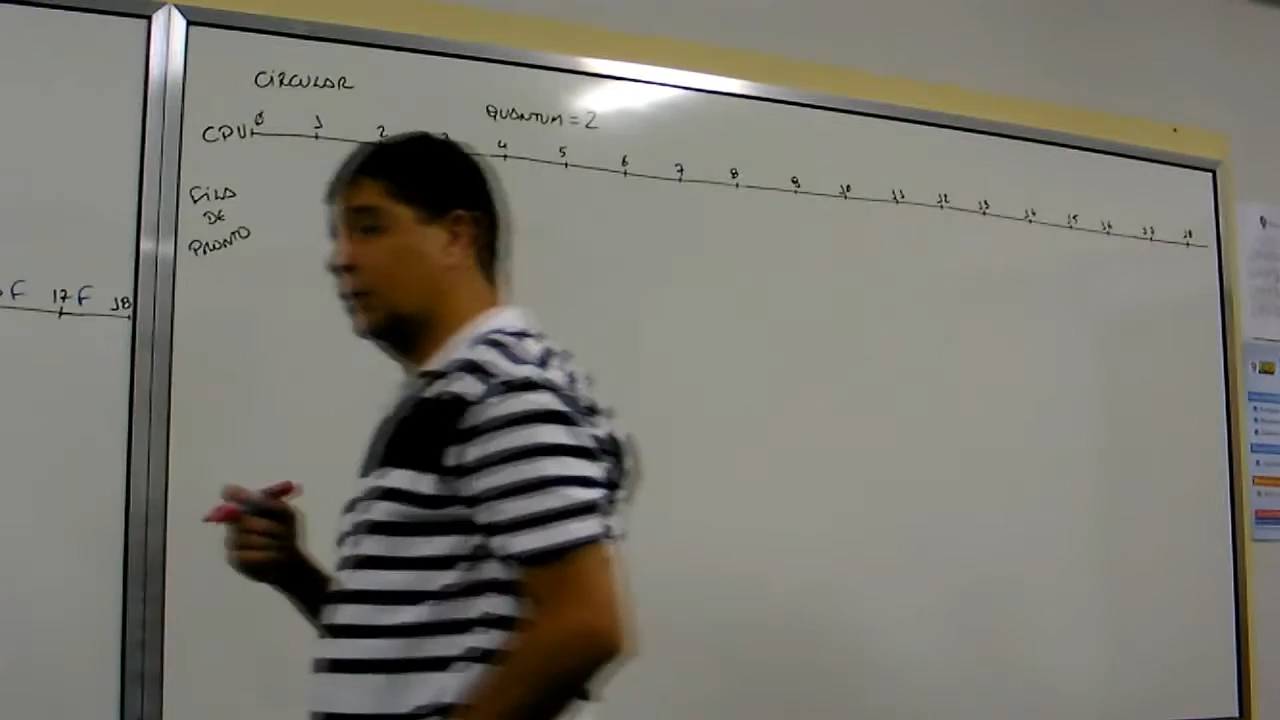 CIRCULAR
QUANTUM = 2
CPU 0 1 2 3 4 5 6 7 8 9 10 11 12 13 14 15 16 17 18
FILA
DE
PRONTO
F 17 F 18